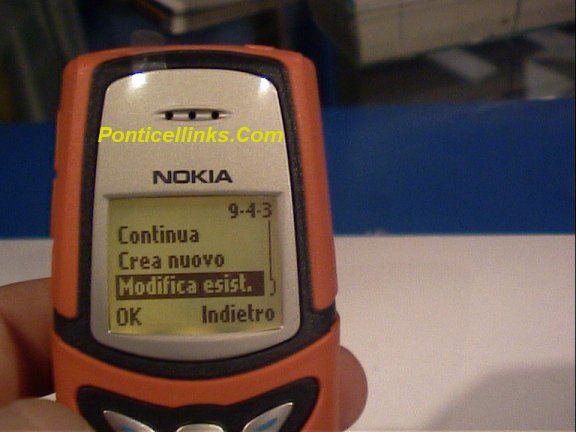 Ponticellinks.Com
NOKIA
9-4-3
Continua
Crea nuovo
Modifica esist.
OK Indietro